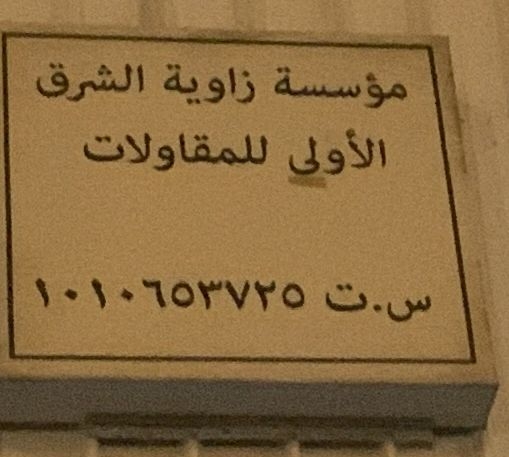 مؤسسة زاوية الشرق
الأولى للمقاولات
س.ت ١٠١٠٦٥٣٧٢٥